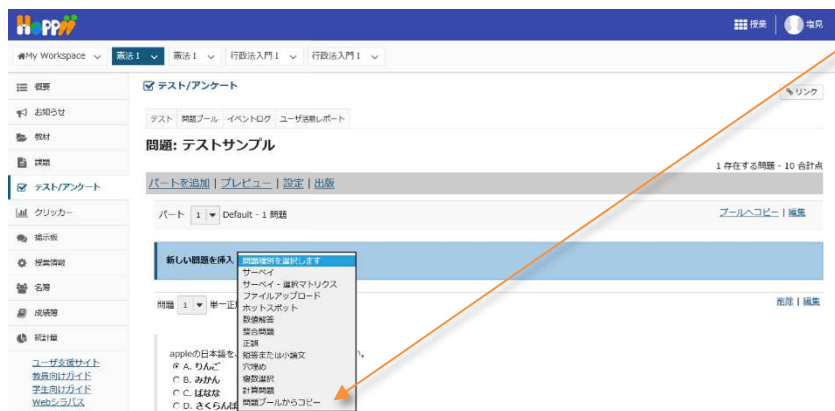 Hoppii
授業 塩見
My Workspace 憲法Ⅰ 憲法Ⅰ 行政法入門Ⅰ 行政法入門Ⅰ
概要
お知らせ
教材
課題
テスト/アンケート
クリッカー
掲示板
授業情報
名簿
成績簿
統計量
ユーザ支援サイト
教員向けガイド
学生向けガイド
Webシラバス
テスト/アンケート
リンク
テスト 問題プール イベントログ ユーザ活動レポート
問題: テストサンプル
1 存在する問題 - 10 合計点
パートを追加 | プレビュー | 設定 | 出版
パート 1 Default - 1 問題
プールへコピー | 編集
新しい問題を挿入 問題種別を選択します
サーベイ
サーベイ - 選択マトリクス
ファイルアップロード
ホットスポット
数値解答
整合問題
正誤
短答または小論文
穴埋め
複数選択
計算問題
問題プールからコピー
問題 1 単一正
削除 | 編集
appleの日本語を
い。
A. りんご
B. みかん
C. ばなな
D. さくらんぼ